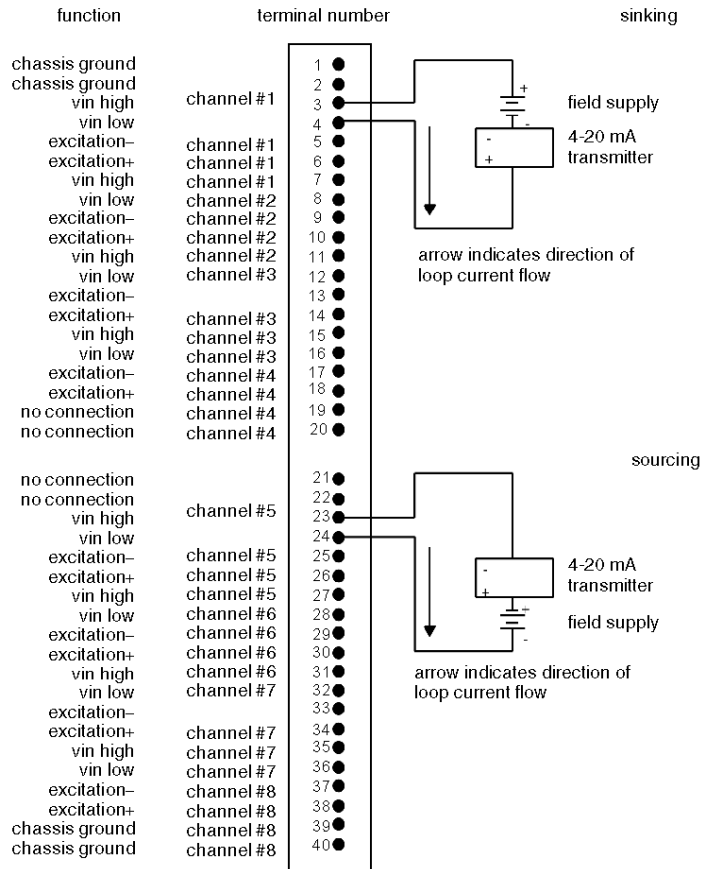 function terminal number sinking
chassis ground 1
chassis ground 2
vin high channel #1 3
vin low 4
excitation– channel #1 5
excitation+ channel #1 6
vin high channel #1 7
vin low channel #2 8
excitation– channel #2 9
excitation+ channel #2 10
vin high channel #2 11
vin low channel #3 12
excitation– 13
excitation+ channel #3 14
vin high channel #3 15
vin low channel #3 16
excitation– channel #4 17
excitation+ channel #4 18
no connection channel #4 19
no connection channel #4 20
+
field supply
-
- 4-20 mA
+ transmitter
arrow indicates direction of
loop current flow
sourcing
no connection 21
no connection 22
vin high channel #5 23
vin low 24
excitation– channel #5 25
excitation+ channel #5 26
vin high channel #5 27
vin low channel #6 28
excitation– channel #6 29
excitation+ channel #6 30
vin high channel #6 31
vin low channel #7 32
excitation– 33
excitation+ channel #7 34
vin high channel #7 35
vin low channel #7 36
excitation– channel #8 37
excitation+ channel #8 38
chassis ground channel #8 39
chassis ground channel #8 40
- 4-20 mA
+ transmitter
+
field supply
-
arrow indicates direction of
loop current flow